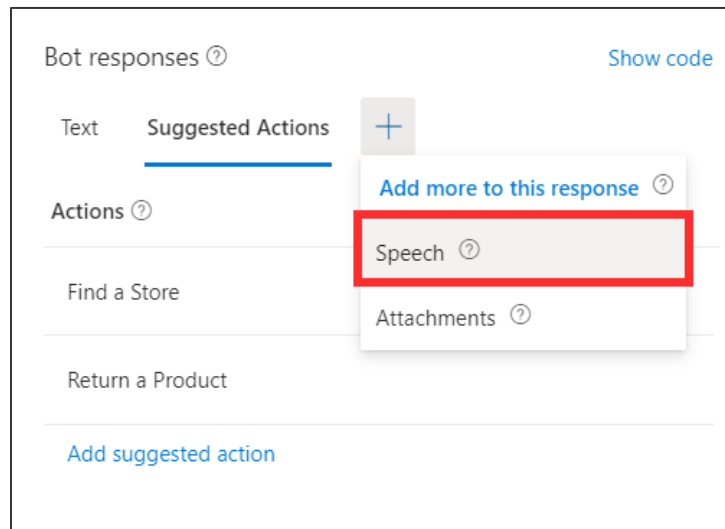 Bot responses
Show code
Text
Suggested Actions
Add more to this response
Actions
Speech
Find a Store
Attachments
Return a Product
Add suggested action